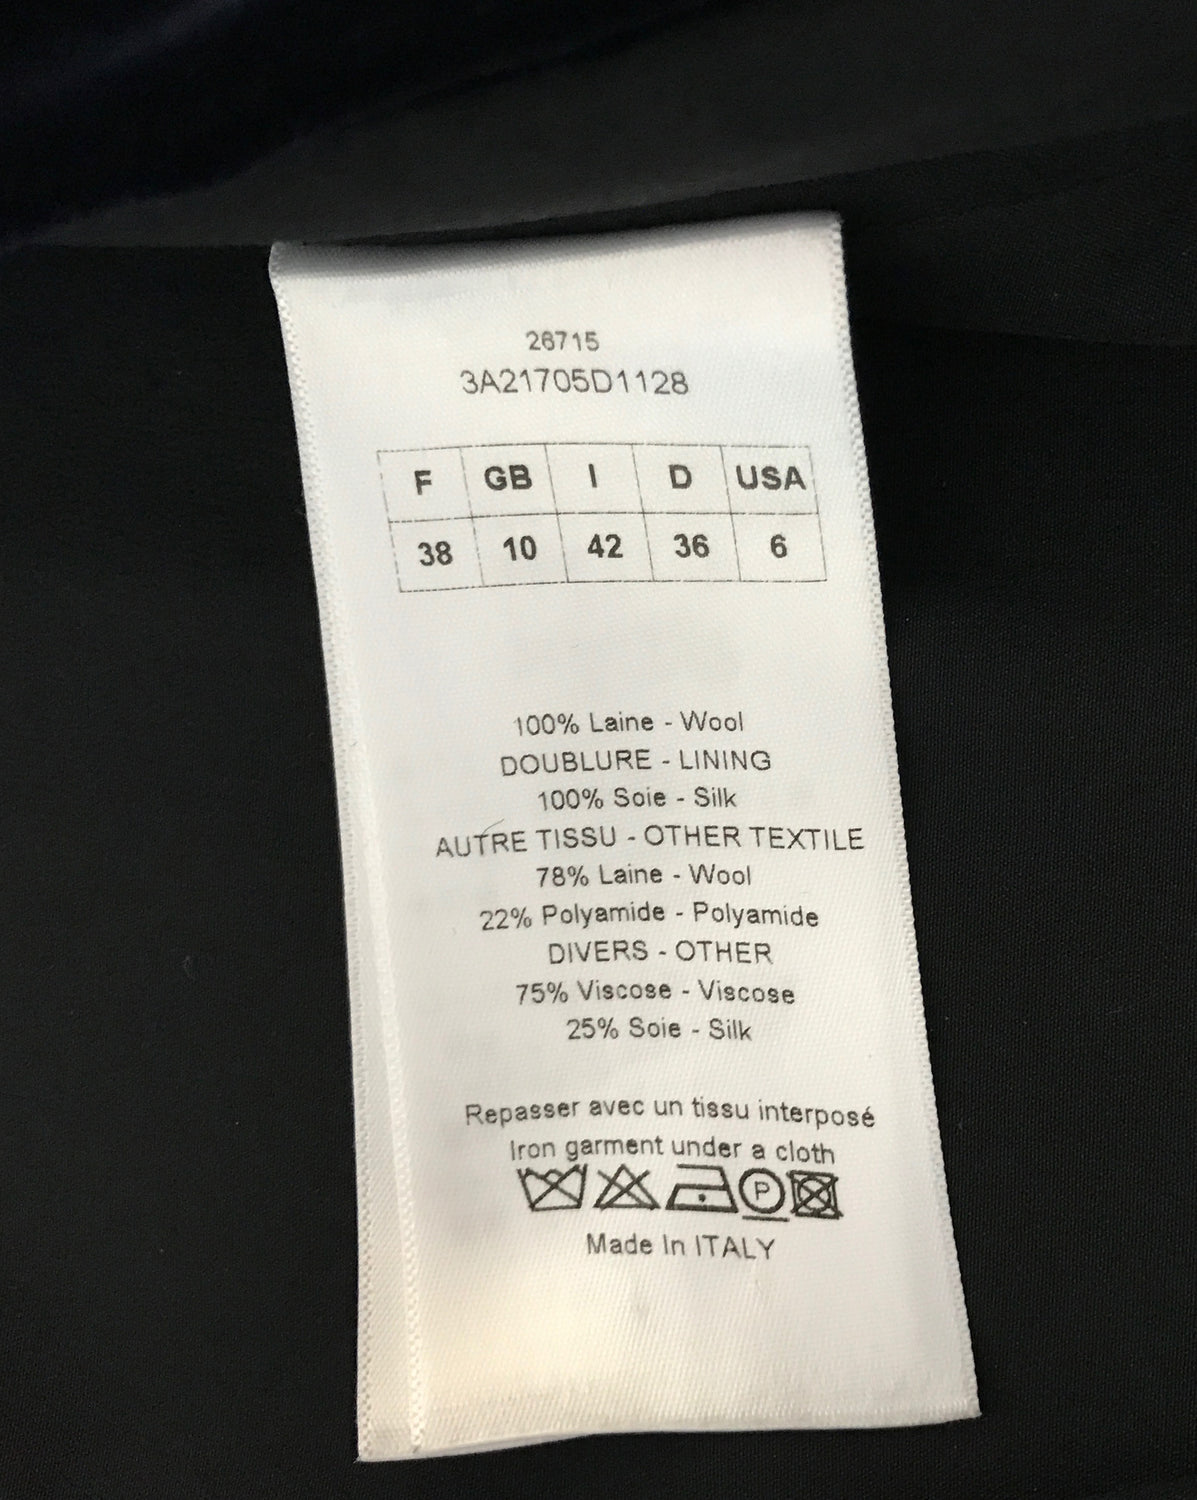 26715
3A21705D1128
F GB I D USA
38 10 42 36 6
100% Laine - Wool
DOUBLURE - LINING
100% Soie - Silk
AUTRE TISSU - OTHER TEXTILE
78% Laine - Wool
22% Polyamide - Polyamide
DIVERS - OTHER
75% Viscose - Viscose
25% Soie - Silk
Repasser avec un tissu interposé
Iron garment under a cloth
P
Made In ITALY